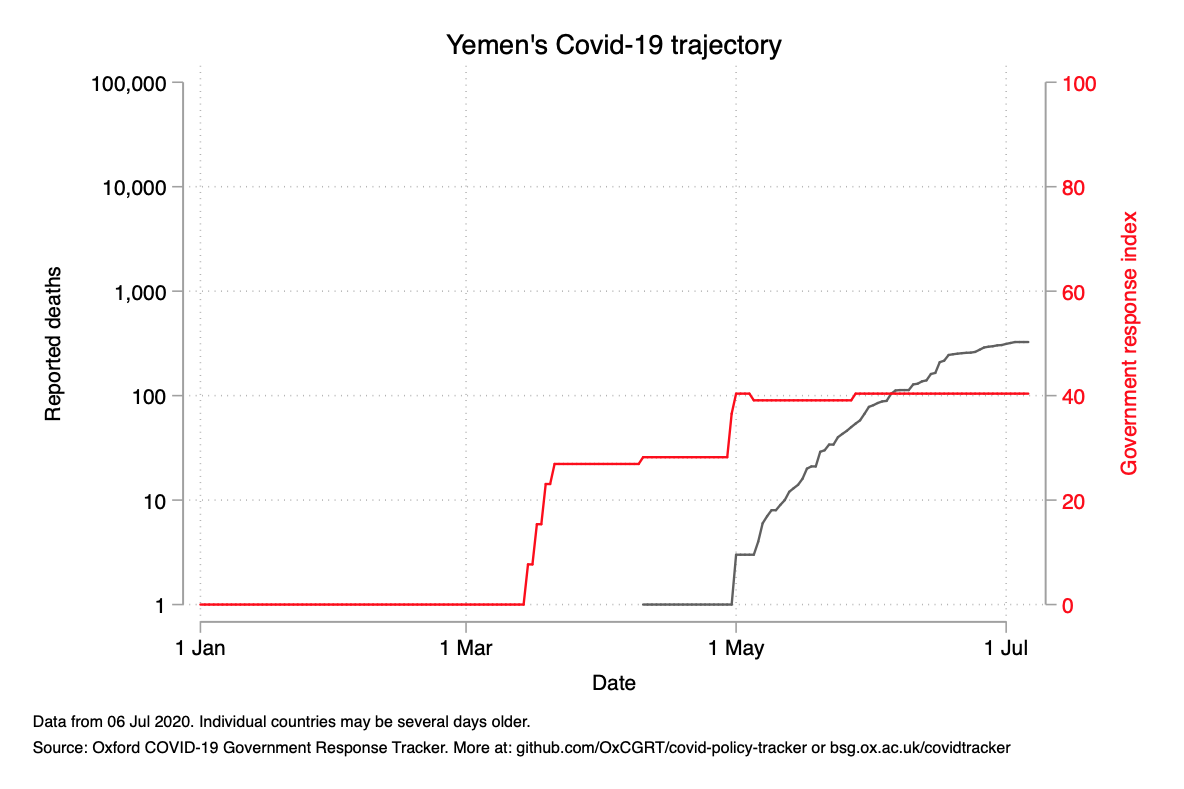 Yemen's Covid-19 trajectory
100,000
10,000
1,000
100
10
1
Reported deaths
100
80
60
40
20
0
Government response index
1 Jan
1 Mar
1 May
1 Jul
Date
Data from 06 Jul 2020. Individual countries may be several days older.
Source: Oxford COVID-19 Government Response Tracker. More at: github.com/OxCGRT/covid-policy-tracker or bsg.ox.ac.uk/covidtracker